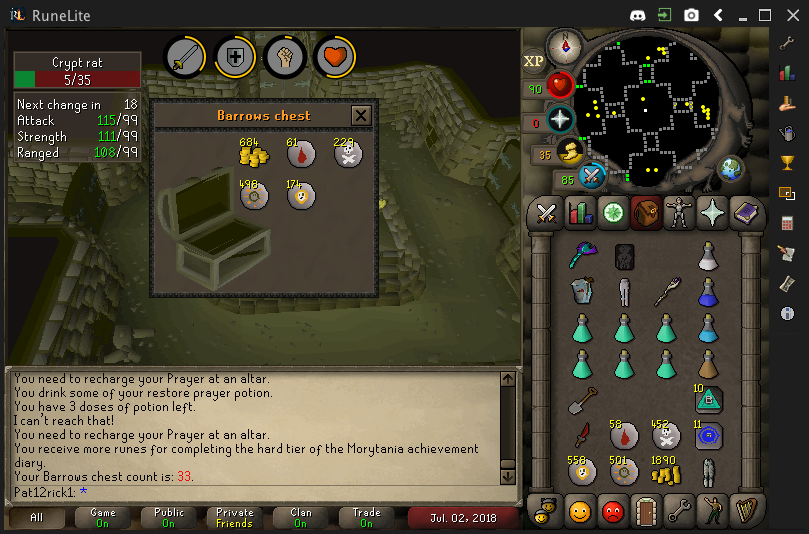 RuneLite
Crypt rat
5/35
Next change in 18
Attack 115/99
Strength 111/99
Ranged 108/99
Barrows chest
684 61 229
498 174
XP
90
0
35
85
10
58 452 11
558 501 1890
You need to recharge your Prayer at an altar.
You drink some of your restore prayer potion.
You have 3 doses of potion left.
I can't reach that!
You need to recharge your Prayer at an altar.
You receive more runes for completing the hard tier of the Morytania achievement
diary.
Your Barrows chest count is: 33.
Pat12rick1: *
All
Game
On
Public
On
Private
Friends
Clan
On
Trade
On
Jul. 02, 2018